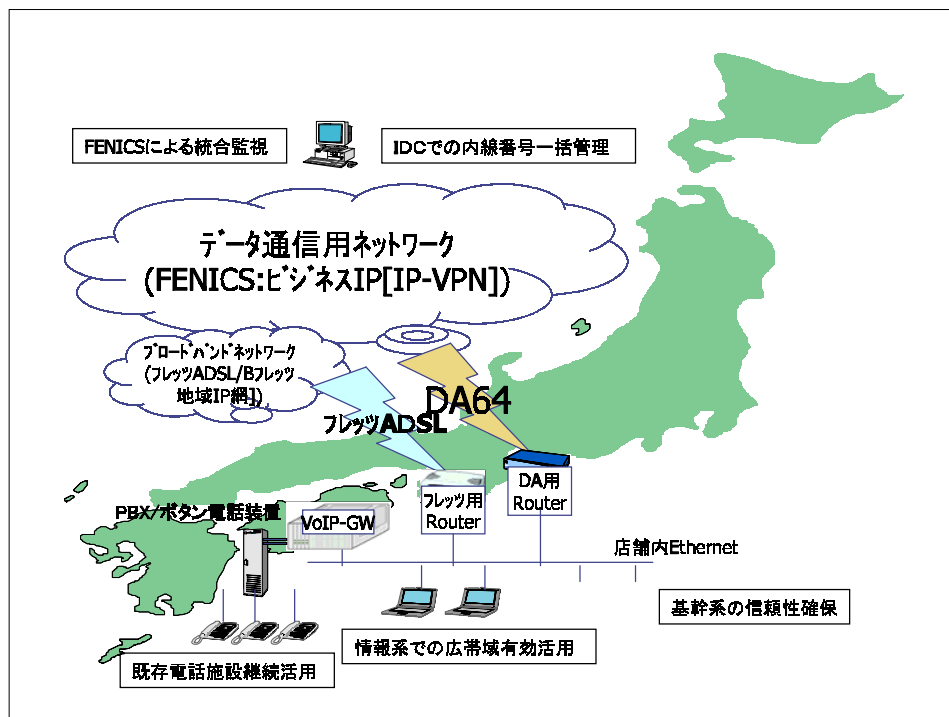 FENICSによる統合監視
IDCでの内線番号一括管理
データ通信用ネットワーク
(FENICS:ビジネスIP[IP-VPN])
ブロードバンドネットワーク
(フレッツADSL/Bフレッツ
地域IP網])
DA64
フレッツADSL
DA用
Router
フレッツ用
Router
PBX/ボタン電話装置
VoIP-GW
店舗内Ethernet
基幹系の信頼性確保
情報系での広帯域有効活用
既存電話施設継続活用